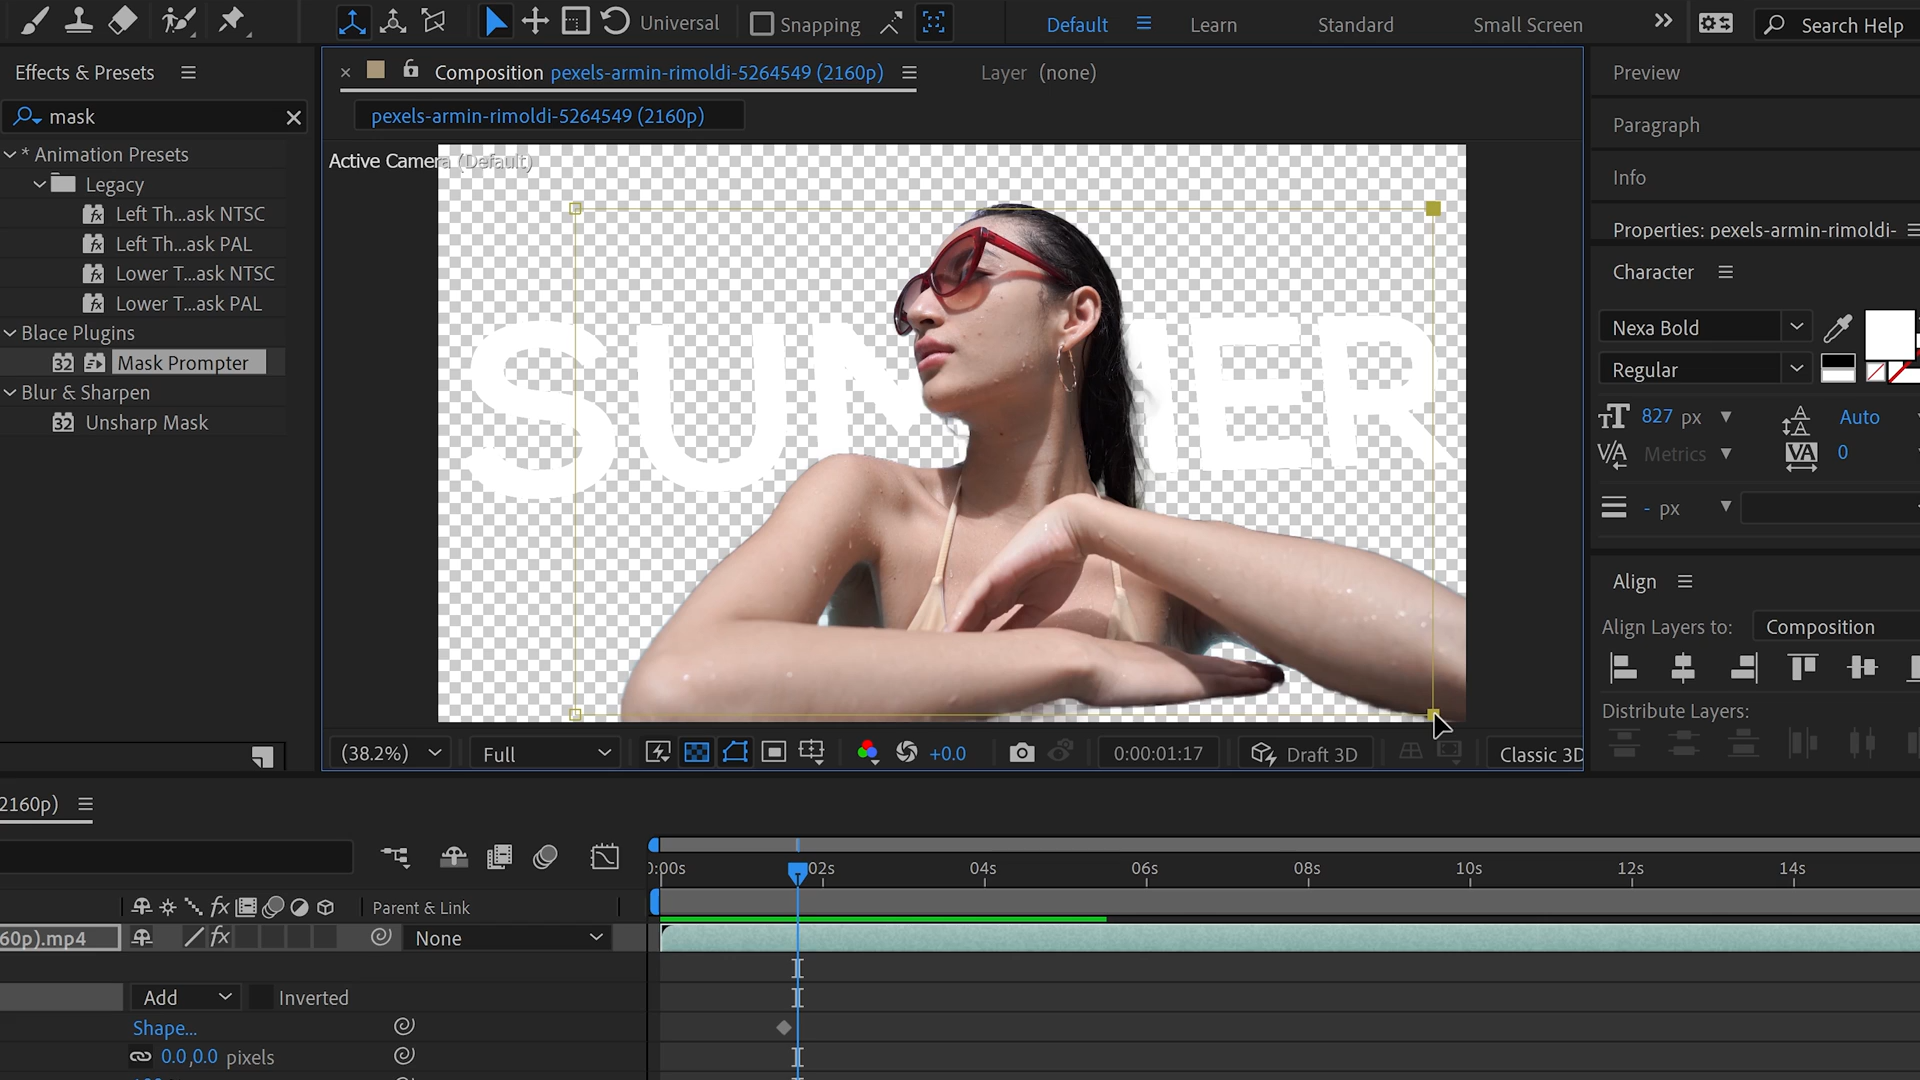 Universal
Snapping
Default
Learn
Standard
Small Screen
Search Help
Effects & Presets
mask
* Animation Presets
Legacy
Left Th...ask NTSC
Left Th...ask PAL
Lower T...ask NTSC
Lower T...ask PAL
Blace Plugins
32
Mask Prompter
Blur & Sharpen
32
Unsharp Mask
Composition pexels-armin-rimoldi-5264549 (2160p)
Layer (none)
pexels-armin-rimoldi-5264549 (2160p)
Active Camera (Default)
SUMMER
(38.2%)
Full
+0.0
0:00:01:17
Draft 3D
Classic 3D
Preview
Paragraph
Info
Properties: pexels-armin-rimoldi-
Character
Nexa Bold
Regular
827 px
Auto
Metrics
0
- px
Align
Align Layers to:
Composition
Distribute Layers:
2160p)
0:00s
02s
04s
06s
08s
10s
12s
14s
fx
Parent & Link
60p).mp4
fx
None
Add
Inverted
Shape...
0.0,0.0 pixels